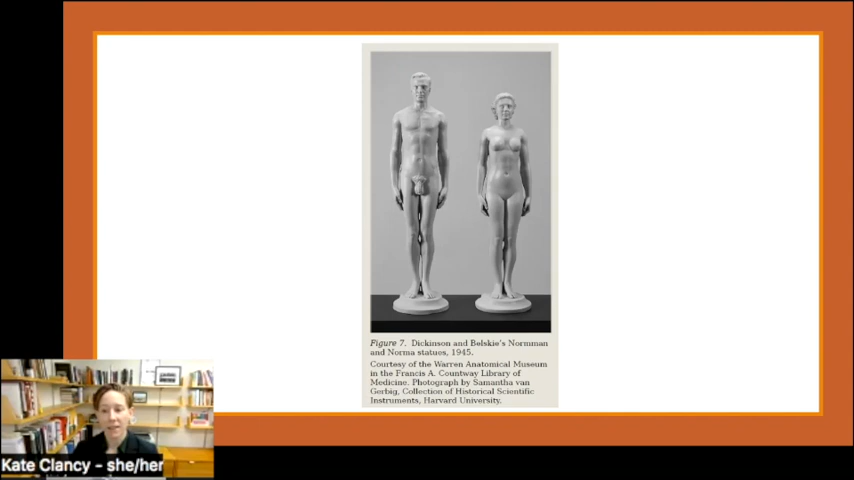 Figure 7. Dickinson and Belskie's Normman
and Norma statues, 1945.
Courtesy of the Warren Anatomical Museum
in the Francis A. Countway Library of
Medicine. Photograph by Samantha van
Gerbig, Collection of Historical Scientific
Instruments, Harvard University.
Kate Clancy - she/her